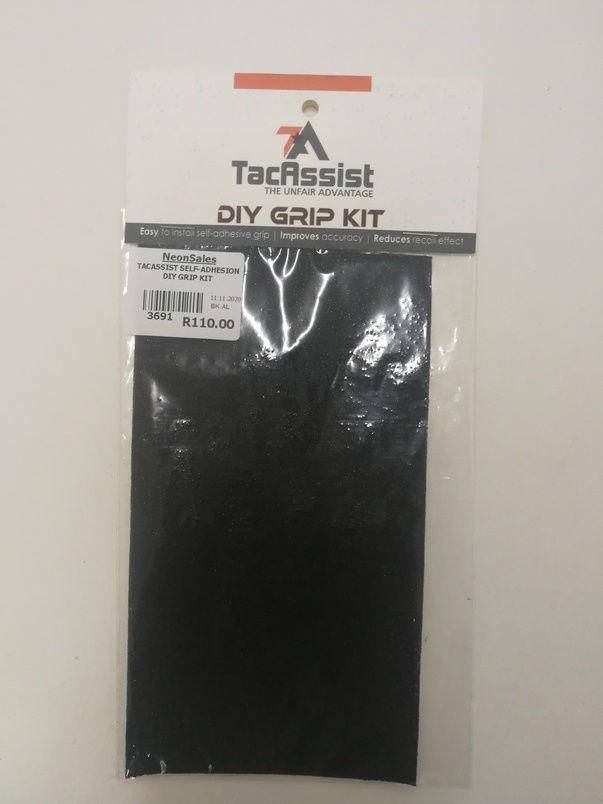 TacAssist
THE UNFAIR ADVANTAGE
DIY GRIP KIT
Easy to install self-adhesive grip | Improves accuracy | Reduces recoil effect
NeonSales
TACASSIST SELF-ADHESION
DIY GRIP KIT
11.11.2020
BK.AL
3691
R110.00